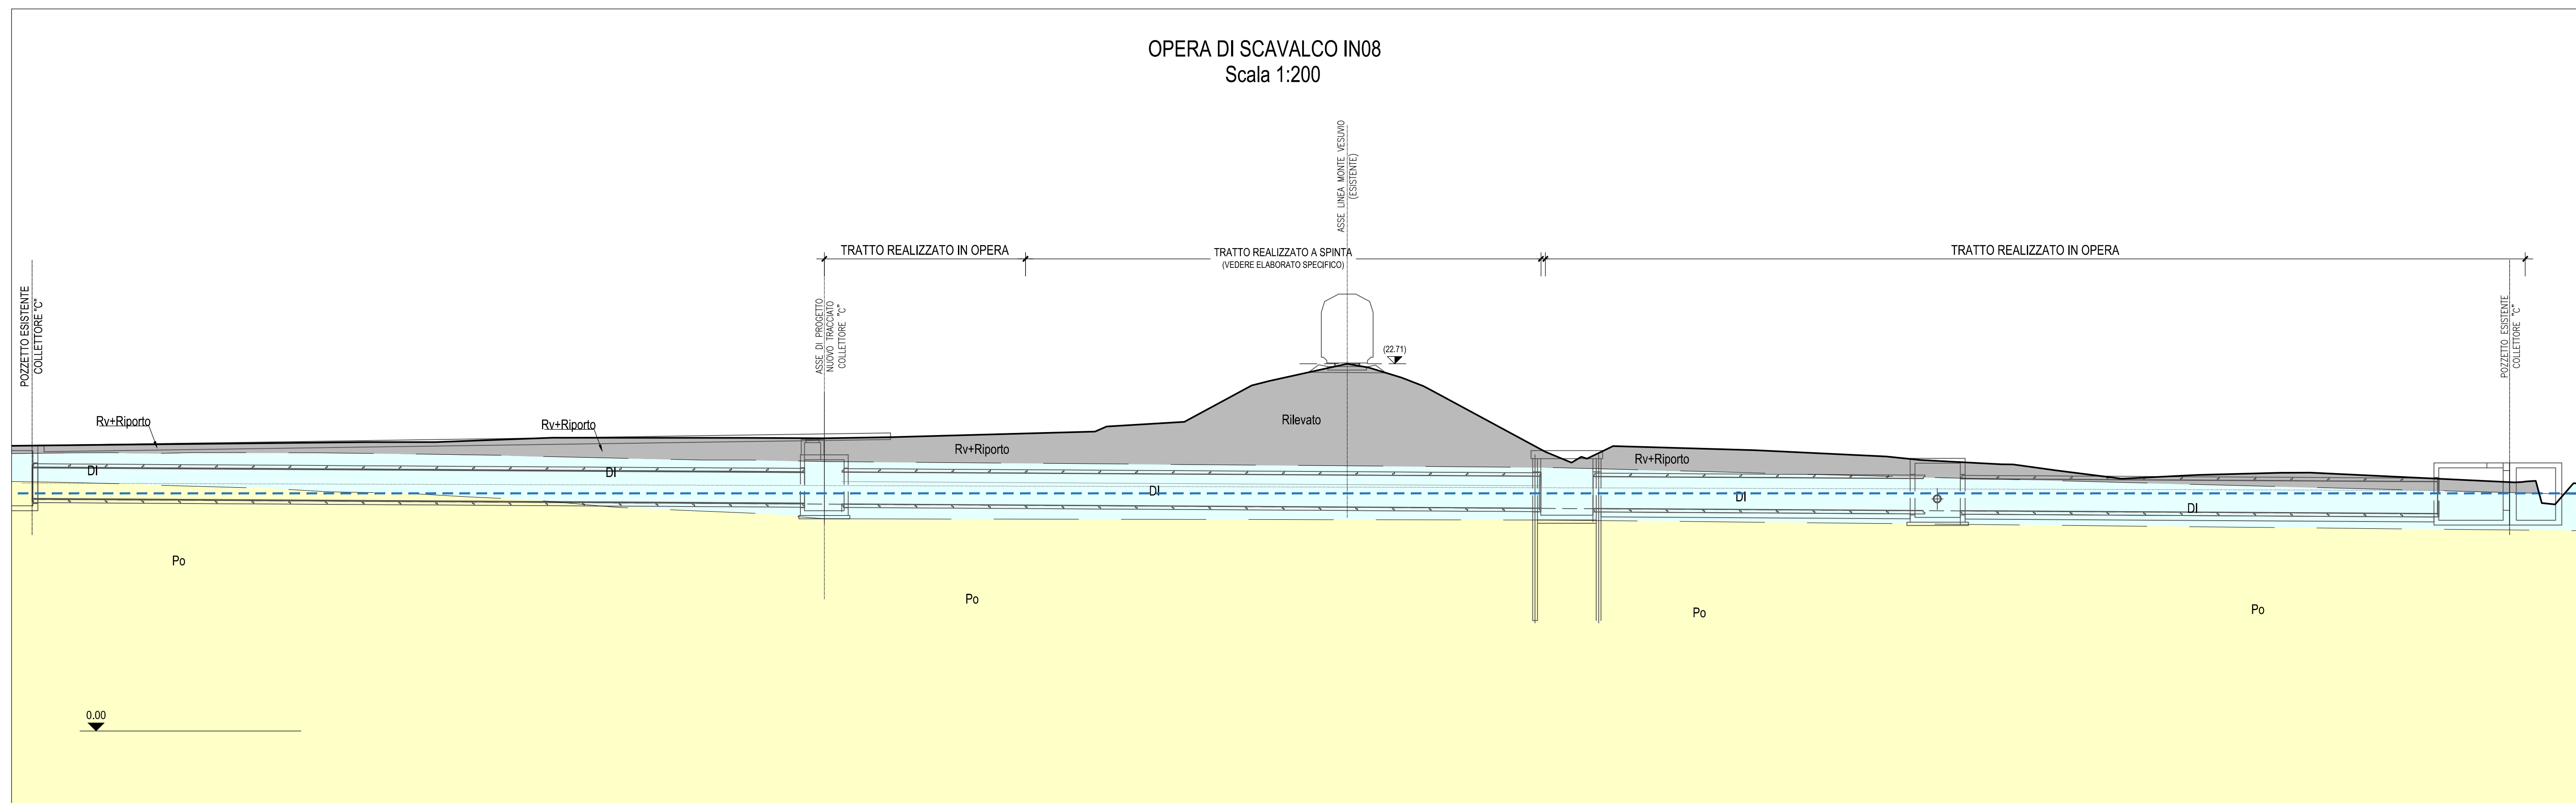 OPERA DI SCAVALCO IN08
Scala 1:200
ASSE LINEA MONTE VESUVIO
(ESISTENTE)
TRATTO REALIZZATO IN OPERA
TRATTO REALIZZATO A SPINTA
(VEDERE ELABORATO SPECIFICO)
TRATTO REALIZZATO IN OPERA
POZZETTO ESISTENTE
COLLETTORE "C"
ASSE DI PROGETTO
NUOVO TRACCIATO
COLLETTORE "C"
POZZETTO ESISTENTE
COLLETTORE "C"
(22.71)
Rv+Riporto
Rv+Riporto
Rilevato
Rv+Riporto
Rv+Riporto
DI
DI
DI
DI
DI
Po
Po
Po
Po
0.00